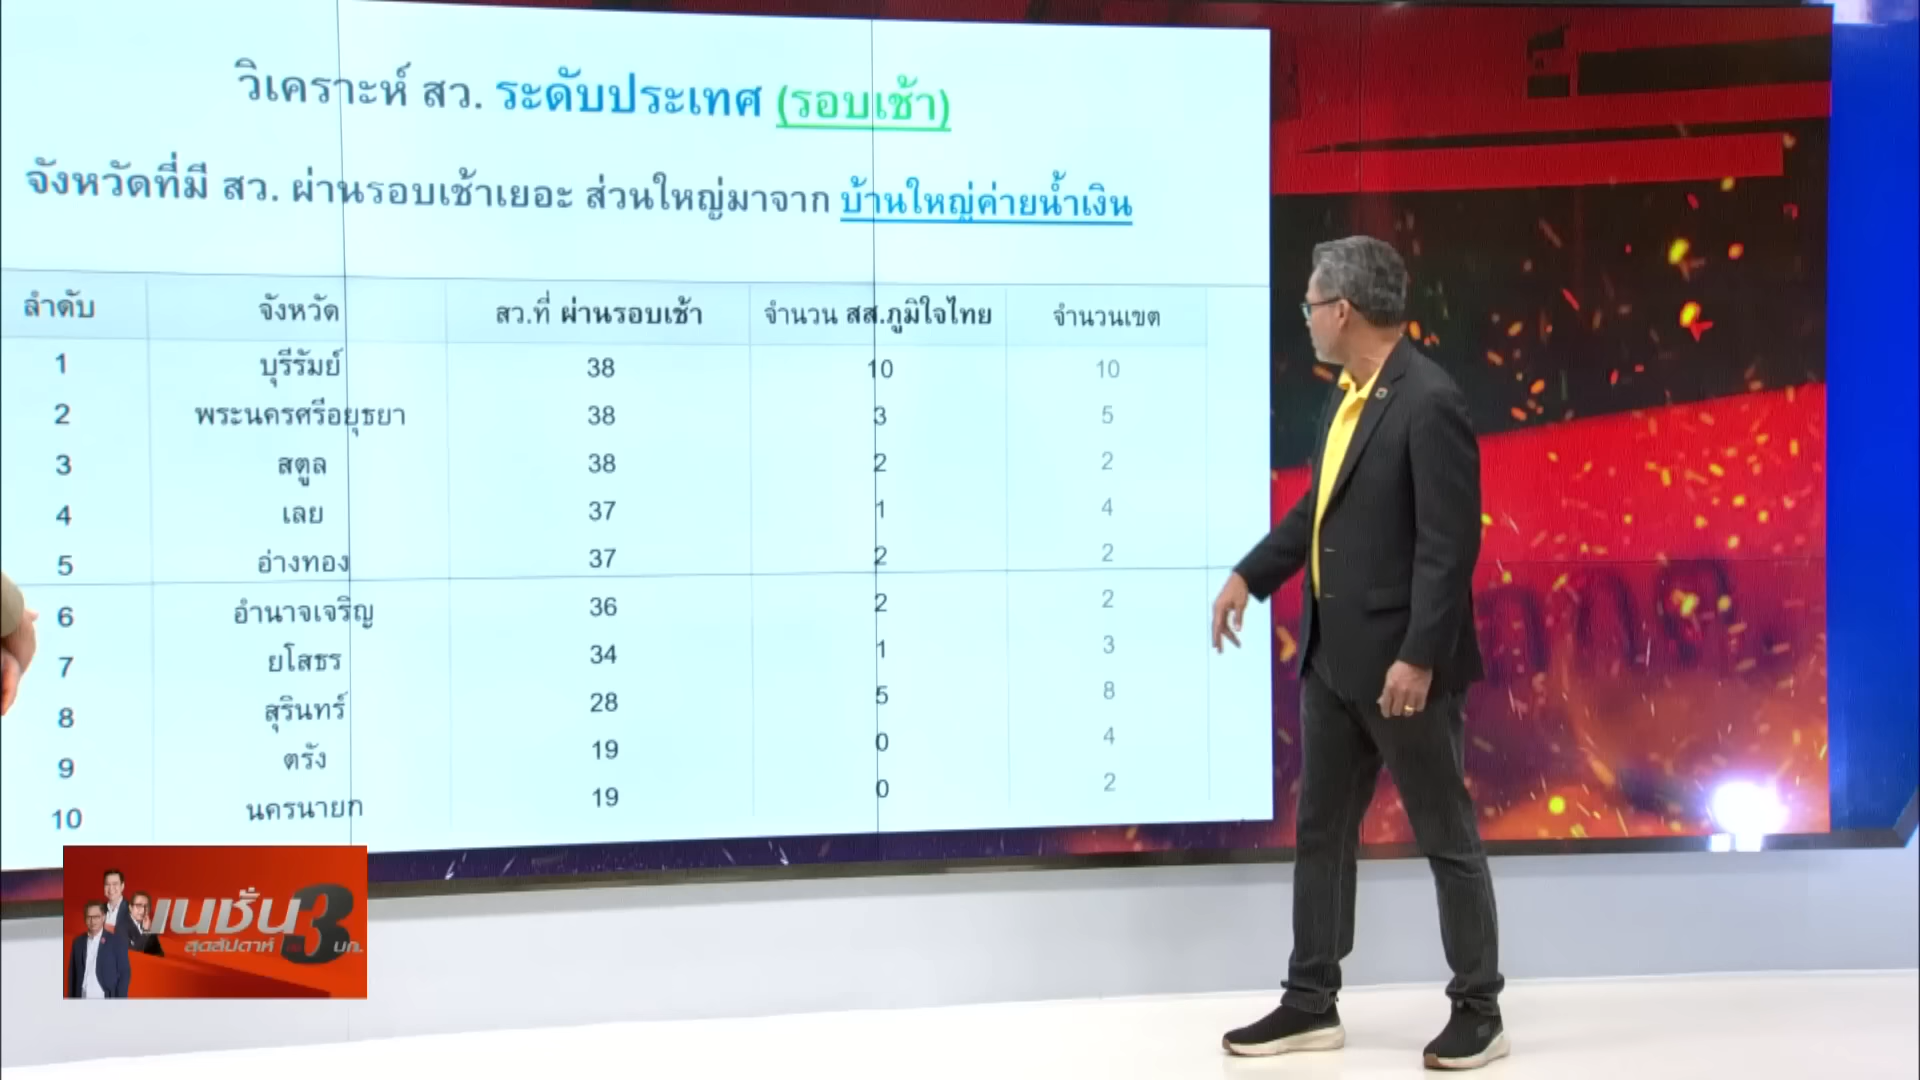 วิเคราะห์ สว. ระดับประเทศ (รอบเช้า)
จังหวัดที่มี สว. ผ่านรอบเช้าเยอะ ส่วนใหญ่มาจาก บ้านใหญ่ค่ายน้ำเงิน
ลำดับ จังหวัด สว.ที่ ผ่านรอบเช้า จำนวน สส.ภูมิใจไทย จำนวนเขต
1 บุรีรัมย์ 38 10 10
2 พระนครศรีอยุธยา 38 3 5
3 สตูล 38 2 2
4 เลย 37 1 4
5 อ่างทอง 37 2 2
6 อำนาจเจริญ 36 2 2
7 ยโสธร 34 1 3
8 สุรินทร์ 28 5 8
9 ตรัง 19 0 4
10 นครนายก 19 0 2
เนชั่น 3
สุดสัปดาห์ บก.